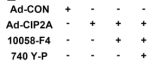 Ad-CON + - - -
Ad-CIP2A - + + +
10058-F4 - - + +
740 Y-P - - - +